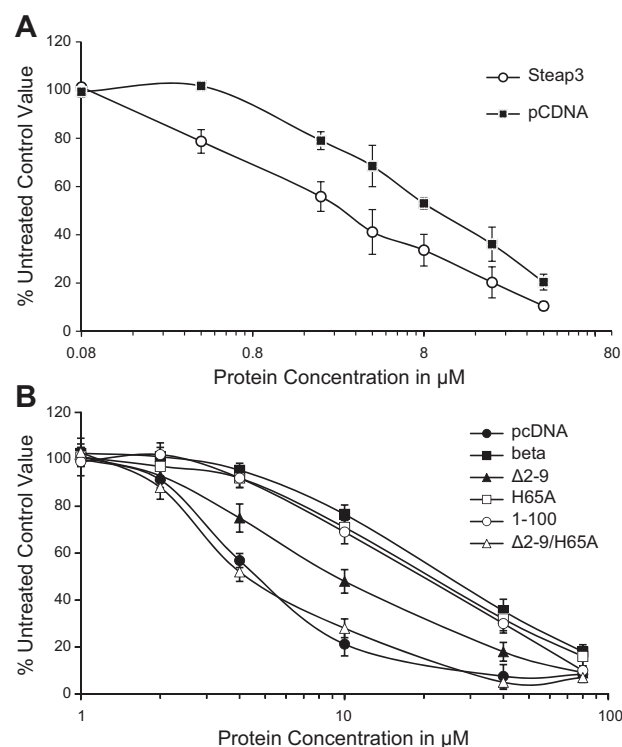 A
% Untreated Control Value
120
100
80
60
40
20
0
Steap3
pCDNA
0.08
0.8
8
80
Protein Concentration in µM
B
% Untreated Control Value
120
100
80
60
40
20
0
pcDNA
beta
Δ2-9
H65A
1-100
Δ2-9/H65A
1
10
100
Protein Concentration in µM